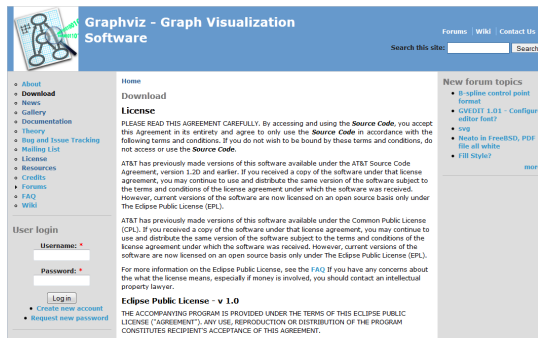 Graphviz - Graph Visualization
Software
Forums Wiki Contact Us
Search this site:
Search
About
Download
News
Gallery
Documentation
Theory
Bug and Issue Tracking
Mailing List
License
Resources
Credits
Forums
FAQ
Wiki
User login
Username: *
Password: *
Log in
Create new account
Request new password
Home
Download
License
PLEASE READ THIS AGREEMENT CAREFULLY. By accessing and using the Source Code, you accept
this Agreement in its entirety and agree to only use the Source Code in accordance with the
following terms and conditions. If you do not wish to be bound by these terms and conditions, do
not access or use the Source Code.
AT&T has previously made versions of this software available under the AT&T Source Code
Agreement, version 1.2D and earlier. If you received a copy of the software under that license
agreement, you may continue to use and distribute the same version of the software subject to
the terms and conditions of the license agreement under which the software was received.
However, current versions of the software are now licensed on an open source basis only under
The Eclipse Public License (EPL).
AT&T has previously made versions of this software available under the Common Public License
(CPL). If you received a copy of the software under that license agreement, you may continue to
use and distribute the same version of the software subject to the terms and conditions of the
license agreement under which the software was received. However, current versions of the
software are now licensed on an open source basis only under The Eclipse Public License (EPL).
For more information on the Eclipse Public License, see the FAQ If you have any concerns about
the what the license means, especially if money is involved, you should contact an intellectual
property lawyer.
Eclipse Public License - v 1.0
THE ACCOMPANYING PROGRAM IS PROVIDED UNDER THE TERMS OF THIS ECLIPSE PUBLIC
LICENSE ("AGREEMENT"). ANY USE, REPRODUCTION OR DISTRIBUTION OF THE PROGRAM
CONSTITUTES RECIPIENT'S ACCEPTANCE OF THIS AGREEMENT.
New forum topics
B-spline control point
format
GVEDIT 1.01 - Configure
editor font?
svg
Neato in FreeBSD, PDF
file all white
Fill Style?
more